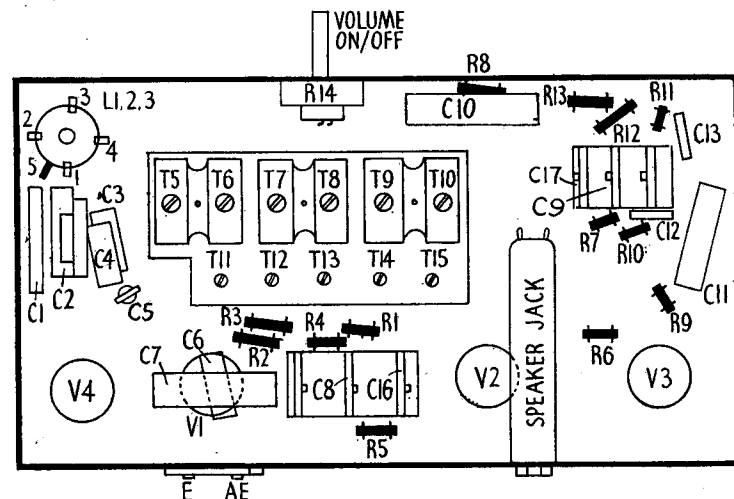 VOLUME
ON/OFF
R8
R14
C10
R13
R11
R12
C13
L1,2,3
3
2
4
5
1
C3
C4
C1
C2
C5
T5
T6
T7
T8
T9
T10
T11
T12
T13
T14
T15
C17
C9
C12
R7
R10
C11
R9
R6
R3
R2
R4
R1
C7
C6
V4
V1
C8
C16
R5
V2
SPEAKER JACK
V3
E
AE